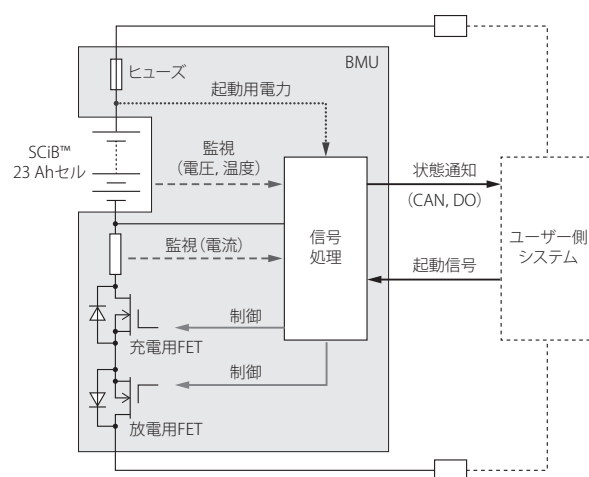 BMU
ヒューズ
起動用電力
SCiB™
23 Ahセル
監視
(電圧, 温度)
状態通知
(CAN, DO)
信号
処理
ユーザー側
システム
監視(電流)
起動信号
制御
充電用FET
制御
放電用FET